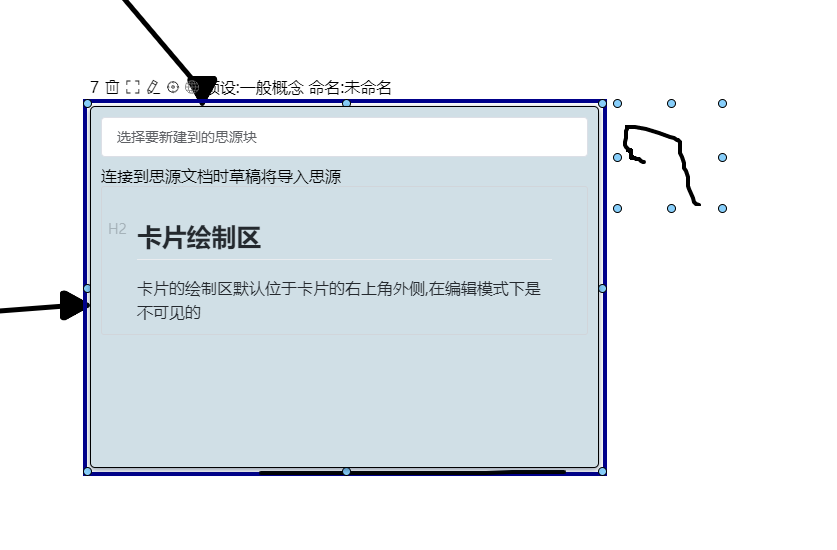 7 预设:一般概念 命名:未命名
选择要新建到的思源块
连接到思源文档时草稿将导入思源
H2
卡片绘制区
卡片的绘制区默认位于卡片的右上角外侧,在编辑模式下是
不可见的